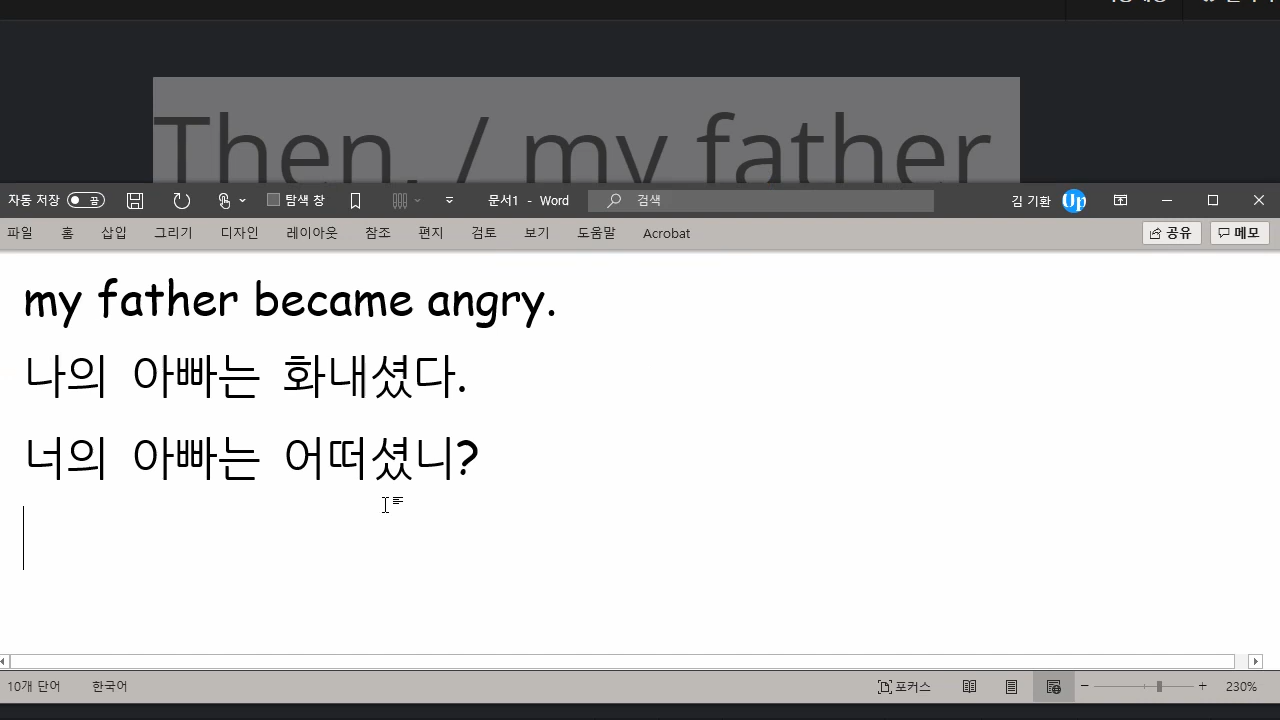 Then, / my father
자동 저장 끔 탐색 창 문서1 - Word 검색 김 기환 Up
파일 홈 삽입 그리기 디자인 레이아웃 참조 편지 검토 보기 도움말 Acrobat 공유 메모
my father became angry.
나의 아빠는 화내셨다.
너의 아빠는 어떠셨니?
10개 단어 한국어 포커스 230%